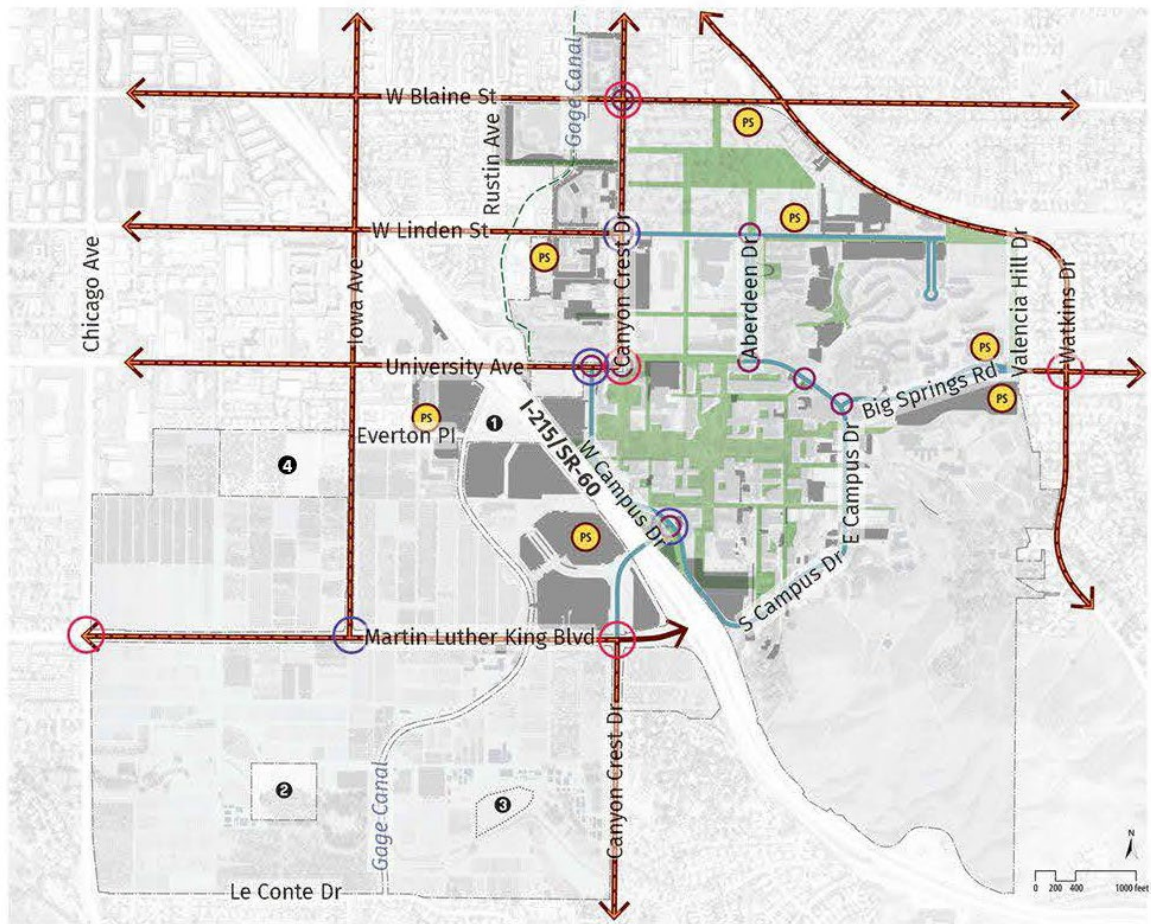 W Blaine St
Gage Canal
PS
Rustin Ave
W Linden St
PS
Canyon Crest Dr
PS
Aberdeen Dr
Valencia Hill Dr
Watkins Dr
Chicago Ave
Iowa Ave
University Ave
PS
Big Springs Rd
PS
PS
Everton Pl
1
I-215/SR-60
W Campus Dr
E Campus Dr
4
PS
S Campus Dr
Martin Luther King Blvd
Canyon Crest Dr
2
3
Gage Canal
Le Conte Dr
N
0 200 400 1000 feet